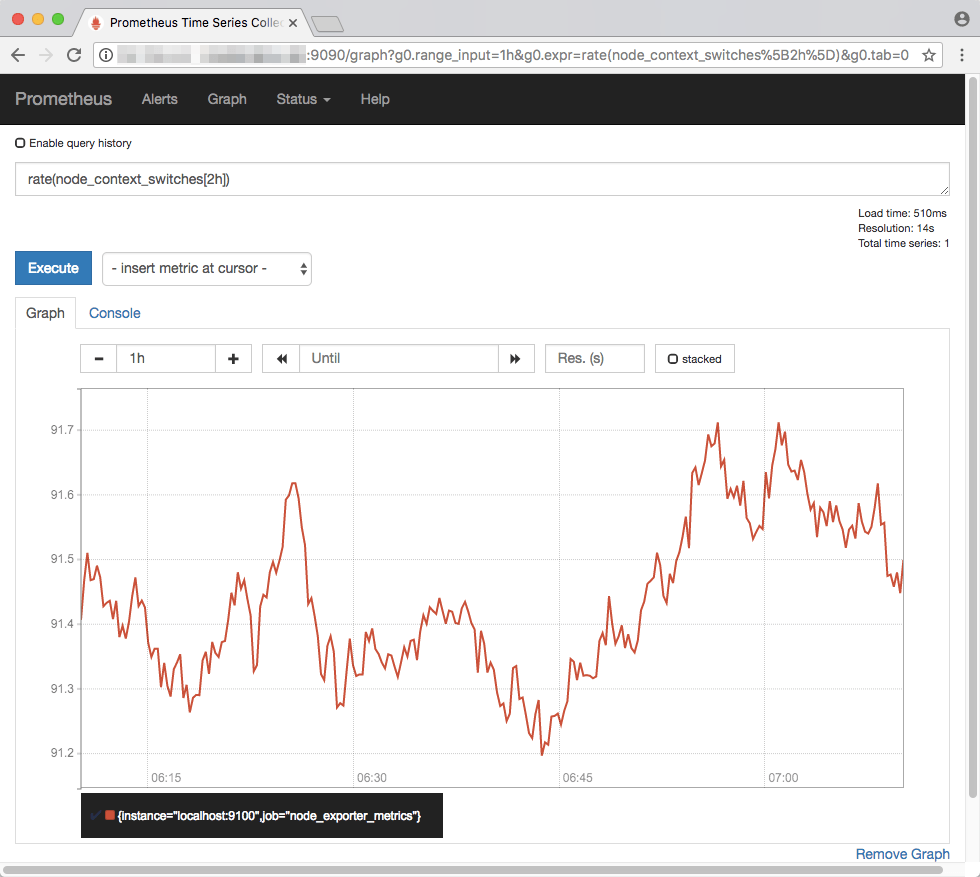 Prometheus Time Series Collec
:9090/graph?g0.range_input=1h&g0.expr=rate(node_context_switches%5B2h%5D)&g0.tab=0
Prometheus Alerts Graph Status Help
Enable query history
rate(node_context_switches[2h])
Load time: 510ms
Resolution: 14s
Total time series: 1
Execute - insert metric at cursor -
Graph Console
1h Until Res. (s) stacked
91.7
91.6
91.5
91.4
91.3
91.2
06:15 06:30 06:45 07:00
{instance="localhost:9100",job="node_exporter_metrics"}
Remove Graph